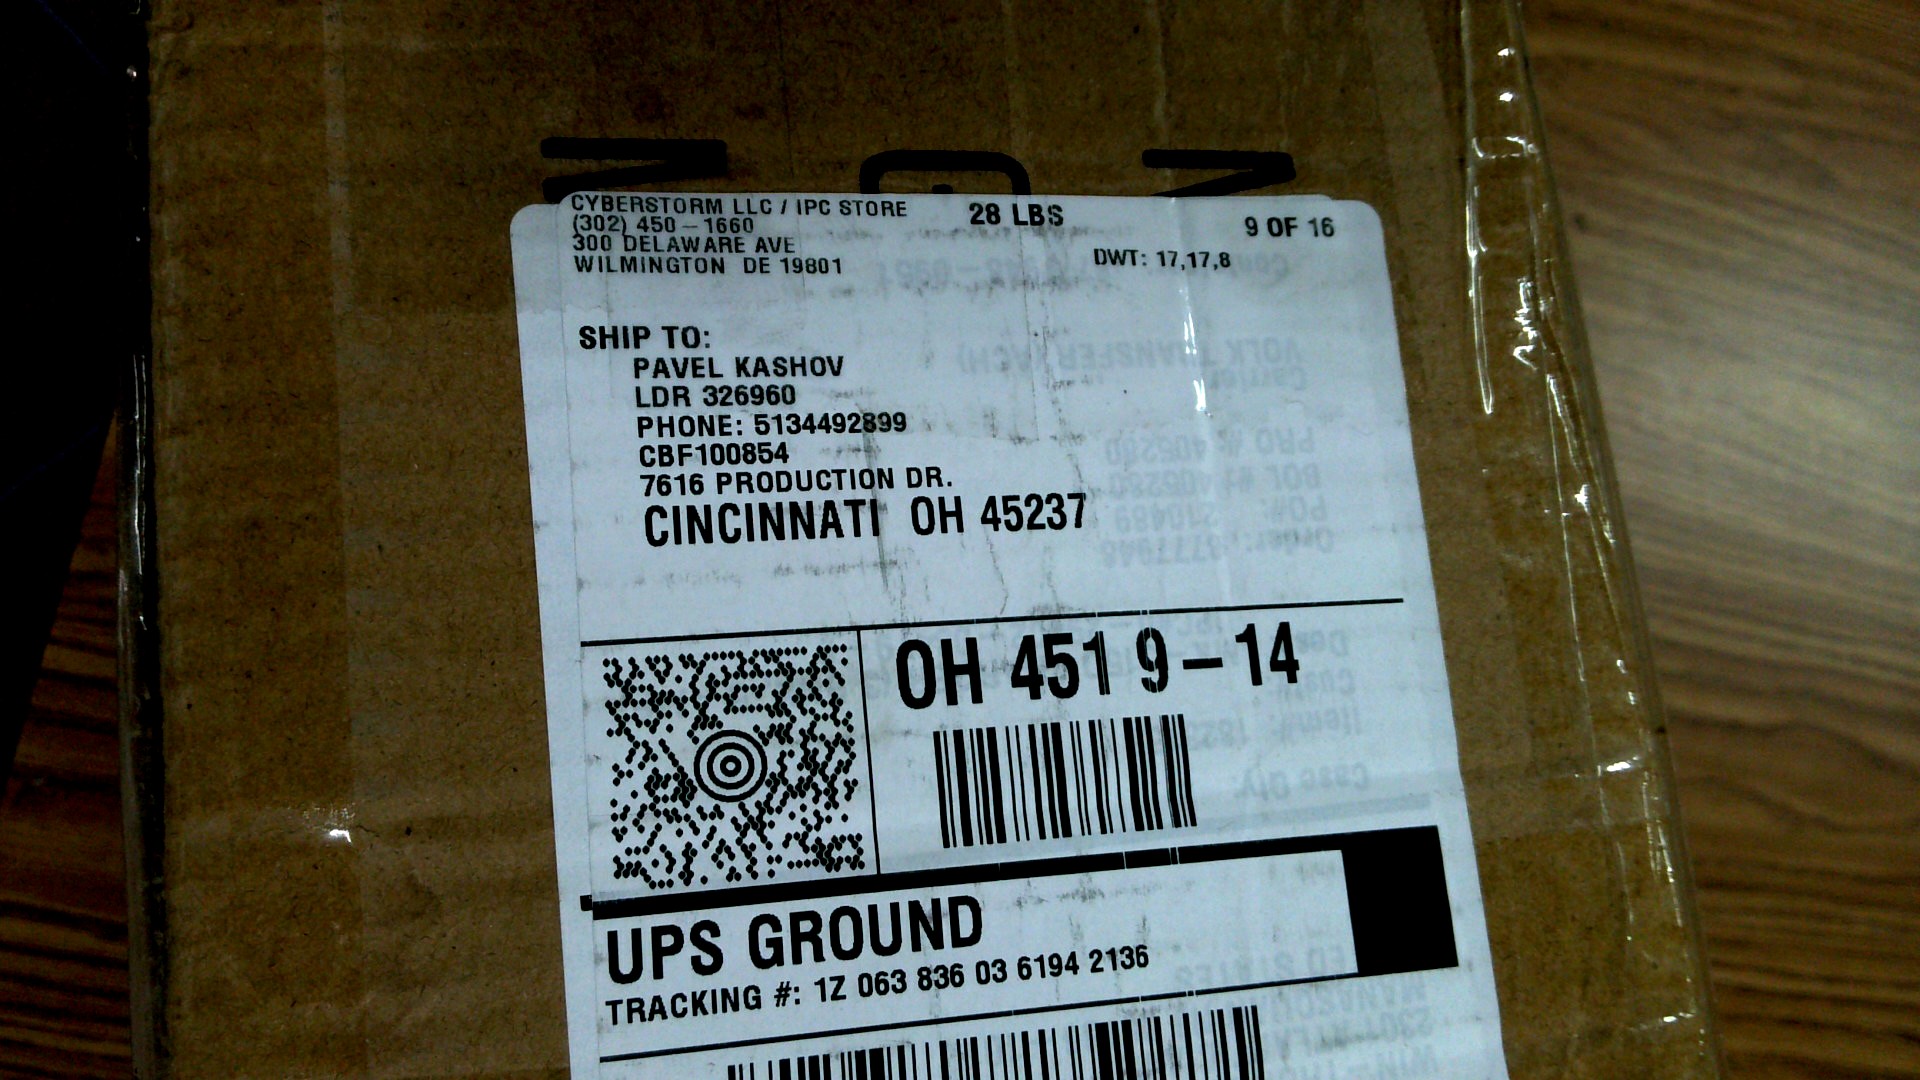 CYBERSTORM LLC / IPC STORE
(302) 450-1660
300 DELAWARE AVE
WILMINGTON DE 19801
28 LBS
9 OF 16
DWT: 17,17,8
SHIP TO:
PAVEL KASHOV
LDR 326960
PHONE: 5134492899
CBF100854
7616 PRODUCTION DR.
CINCINNATI OH 45237
OH 451 9-14
UPS GROUND
TRACKING #: 1Z 063 836 03 6194 2136